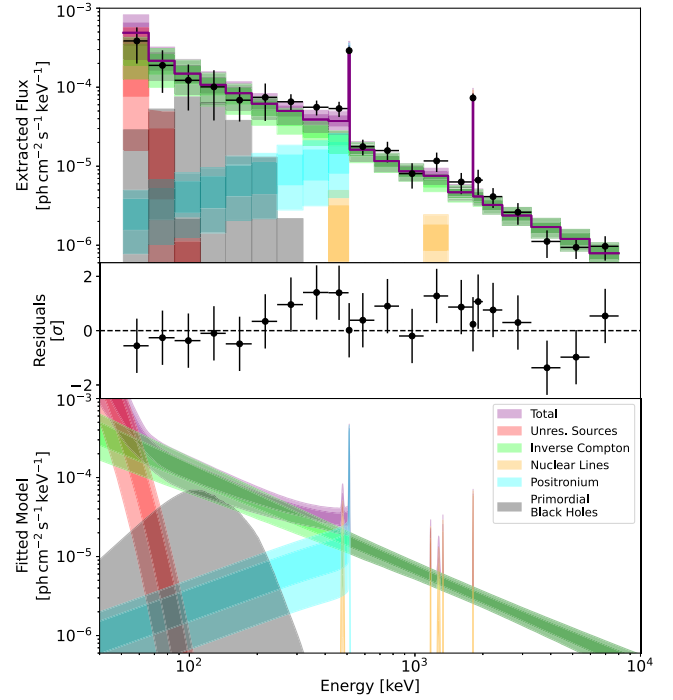 Extracted Flux
[ph cm⁻² s⁻¹ keV⁻¹]
10⁻⁴
10⁻⁵
10⁻⁶
Residuals
[σ]
2
0
−2
Fitted Model
[ph cm⁻² s⁻¹ keV⁻¹]
10⁻³
10⁻⁴
10⁻⁵
10⁻⁶
Total
Unres. Sources
Inverse Compton
Nuclear Lines
Positronium
Primordial
Black Holes
10²
10³
10⁴
Energy [keV]